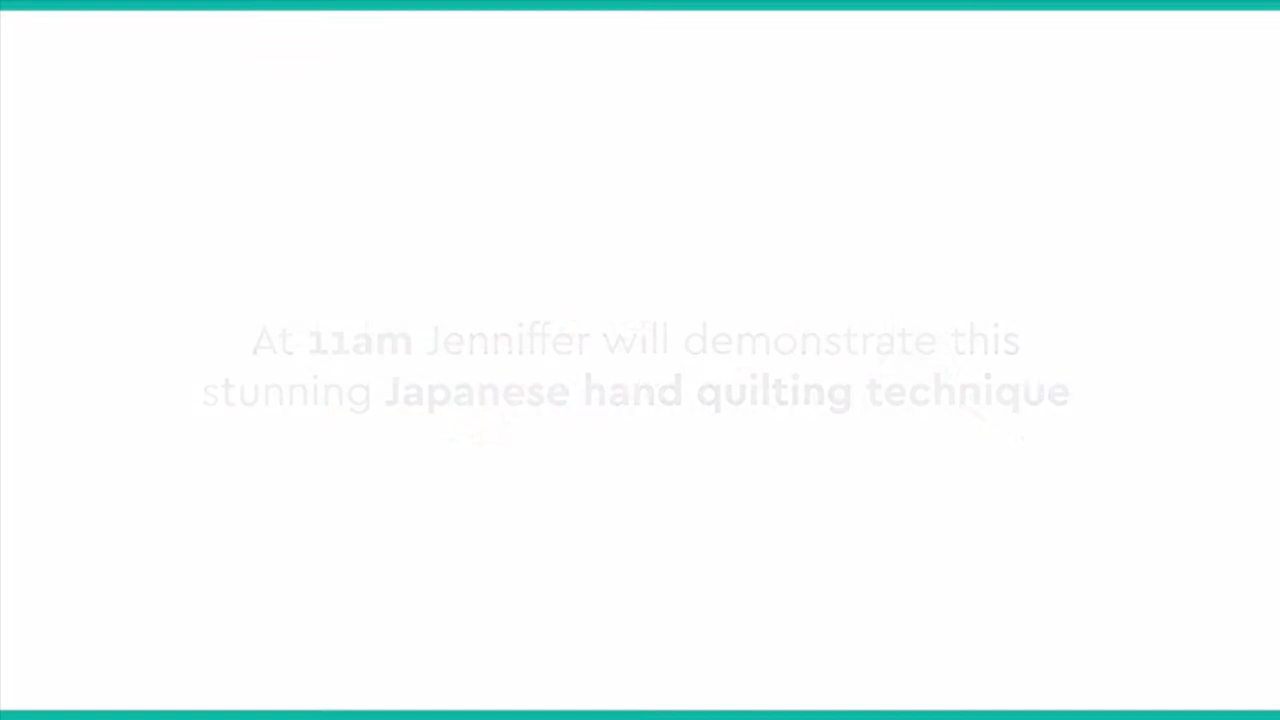 At 11am Jenniffer will demonstrate this
stunning Japanese hand quilting technique